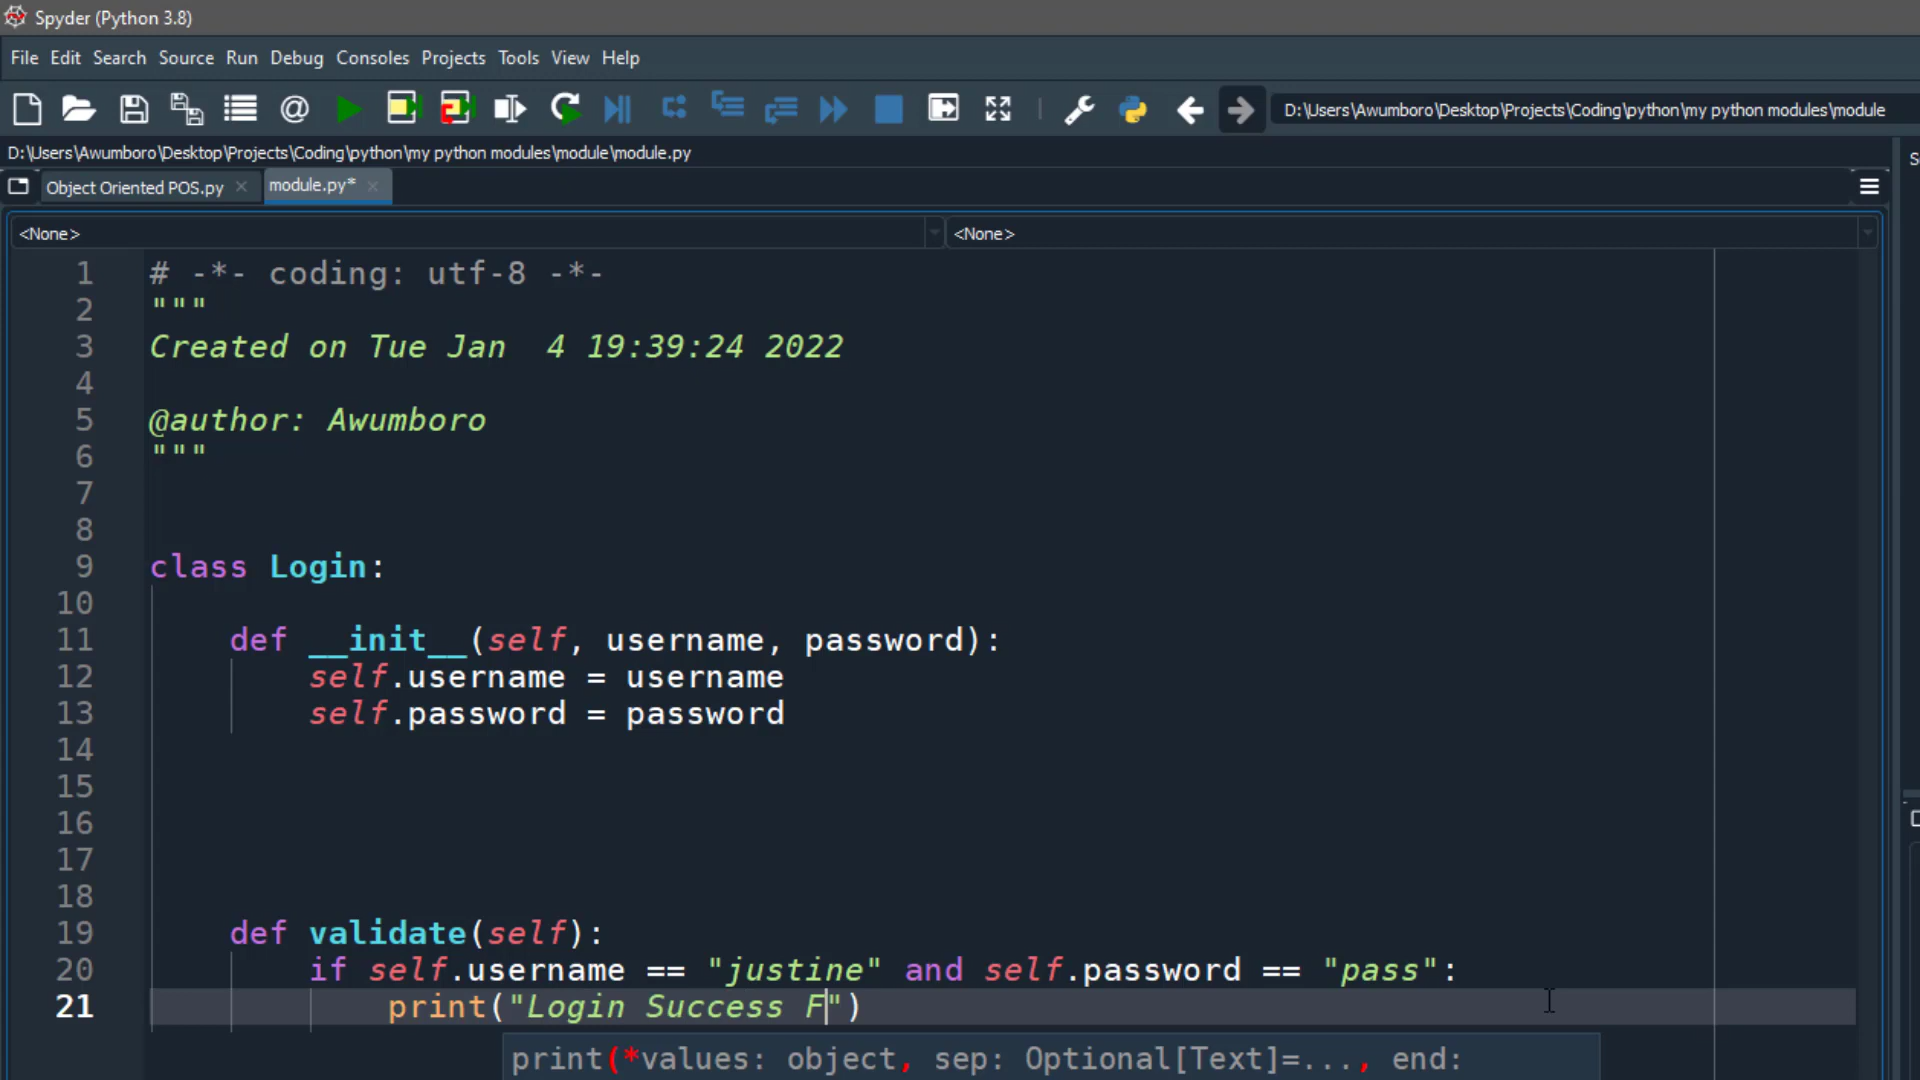 Spyder (Python 3.8)
File Edit Search Source Run Debug Consoles Projects Tools View Help
D:\Users\Awumboro\Desktop\Projects\Coding\python\my python modules\module
D:\Users\Awumboro\Desktop\Projects\Coding\python\my python modules\module\module.py
Object Oriented POS.py module.py*
<None> <None>
1 # -*- coding: utf-8 -*-
2 """
3 Created on Tue Jan  4 19:39:24 2022
4
5 @author: Awumboro
6 """
7
8
9 class Login:
10
11     def __init__(self, username, password):
12         self.username = username
13         self.password = password
14
15
16
17
18
19     def validate(self):
20         if self.username == "justine" and self.password == "pass":
21             print("Login Success F")
print(*values: object, sep: Optional[Text]=..., end: